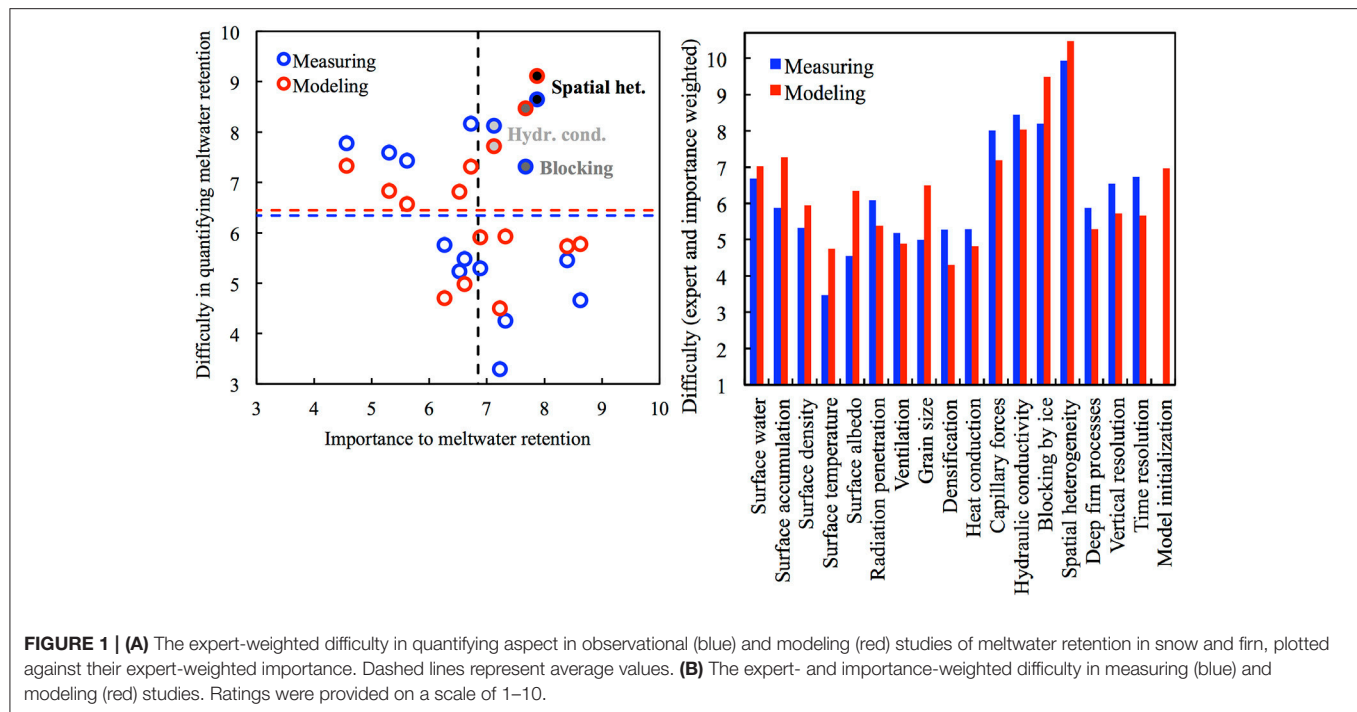 10
9
8
7
6
5
4
3
3 4 5 6 7 8 9 10
Difficulty in quantifying meltwater retention
Importance to meltwater retention
Measuring
Modeling
Spatial het.
Hydr. cond.
Blocking
10
9
8
7
6
5
4
3
2
1
Difficulty (expert and importance weighted)
Measuring
Modeling
Surface water
Surface accumulation
Surface density
Surface temperature
Surface albedo
Radiation penetration
Ventilation
Grain size
Densification
Heat conduction
Capillary forces
Hydraulic conductivity
Blocking by ice
Spatial heterogeneity
Deep firn processes
Vertical resolution
Time resolution
Model initialization
FIGURE 1 | (A) The expert-weighted difficulty in quantifying aspect in observational (blue) and modeling (red) studies of meltwater retention in snow and firn, plotted
against their expert-weighted importance. Dashed lines represent average values. (B) The expert- and importance-weighted difficulty in measuring (blue) and
modeling (red) studies. Ratings were provided on a scale of 1–10.